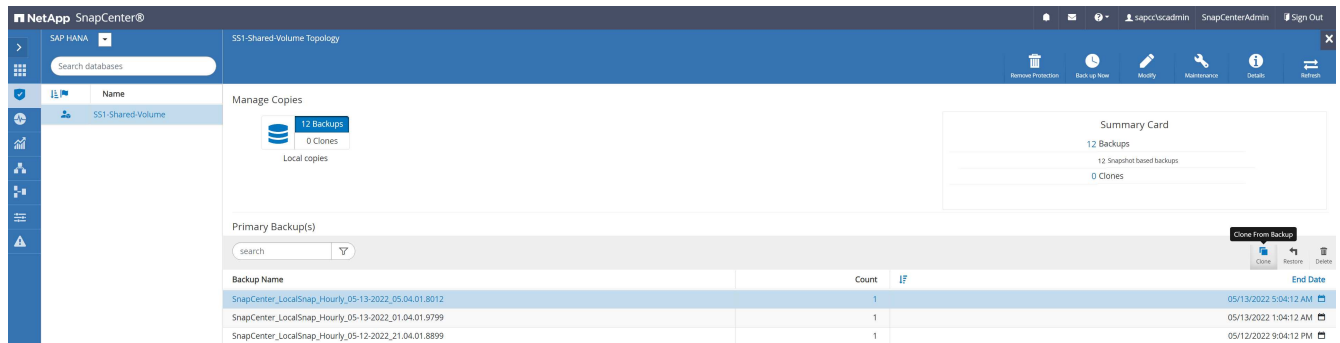 NetApp SnapCenter®
sapcc\scadmin SnapCenterAdmin Sign Out
SAP HANA
SS1-Shared-Volume Topology
Search databases
Remove Protection Back up Now Modify Maintenance Details Refresh
Name
SS1-Shared-Volume
Manage Copies
12 Backups
0 Clones
Local copies
Summary Card
12 Backups
12 Snapshot based backups
0 Clones
Primary Backup(s)
Clone From Backup
search
Clone Restore Delete
Backup Name Count End Date
SnapCenter_LocalSnap_Hourly_05-13-2022_05.04.01.8012 1 05/13/2022 5:04:12 AM
SnapCenter_LocalSnap_Hourly_05-13-2022_01.04.01.9799 1 05/13/2022 1:04:12 AM
SnapCenter_LocalSnap_Hourly_05-12-2022_21.04.01.8899 1 05/12/2022 9:04:12 PM